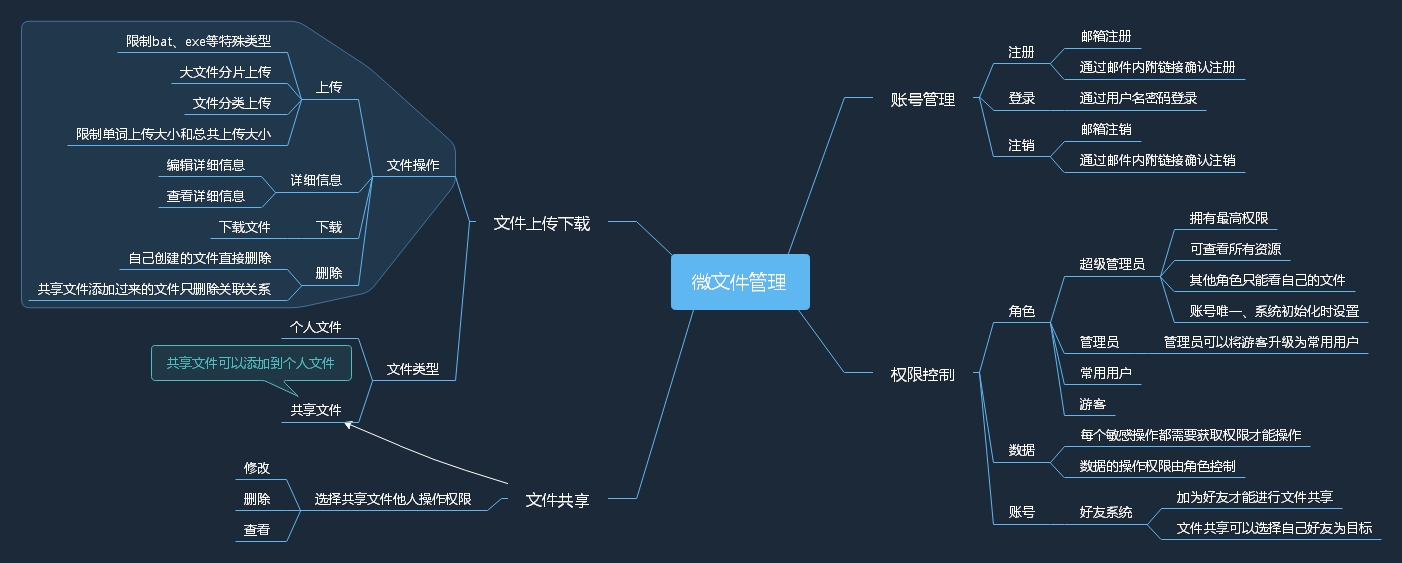 微文件管理
账号管理
注册
邮箱注册
通过邮件内附链接确认注册
登录
通过用户名密码登录
注销
邮箱注销
通过邮件内附链接确认注销
权限控制
角色
超级管理员
拥有最高权限
可查看所有资源
其他角色只能看自己的文件
账号唯一、系统初始化时设置
管理员
管理员可以将游客升级为常用用户
常用用户
游客
数据
每个敏感操作都需要获取权限才能操作
数据的操作权限由角色控制
账号
好友系统
加为好友才能进行文件共享
文件共享可以选择自己好友为目标
文件上传下载
文件操作
上传
限制bat、exe等特殊类型
大文件分片上传
文件分类上传
限制单词上传大小和总共上传大小
详细信息
编辑详细信息
查看详细信息
下载
下载文件
删除
自己创建的文件直接删除
共享文件添加过来的文件只删除关联关系
文件类型
个人文件
共享文件可以添加到个人文件
共享文件
文件共享
选择共享文件他人操作权限
修改
删除
查看